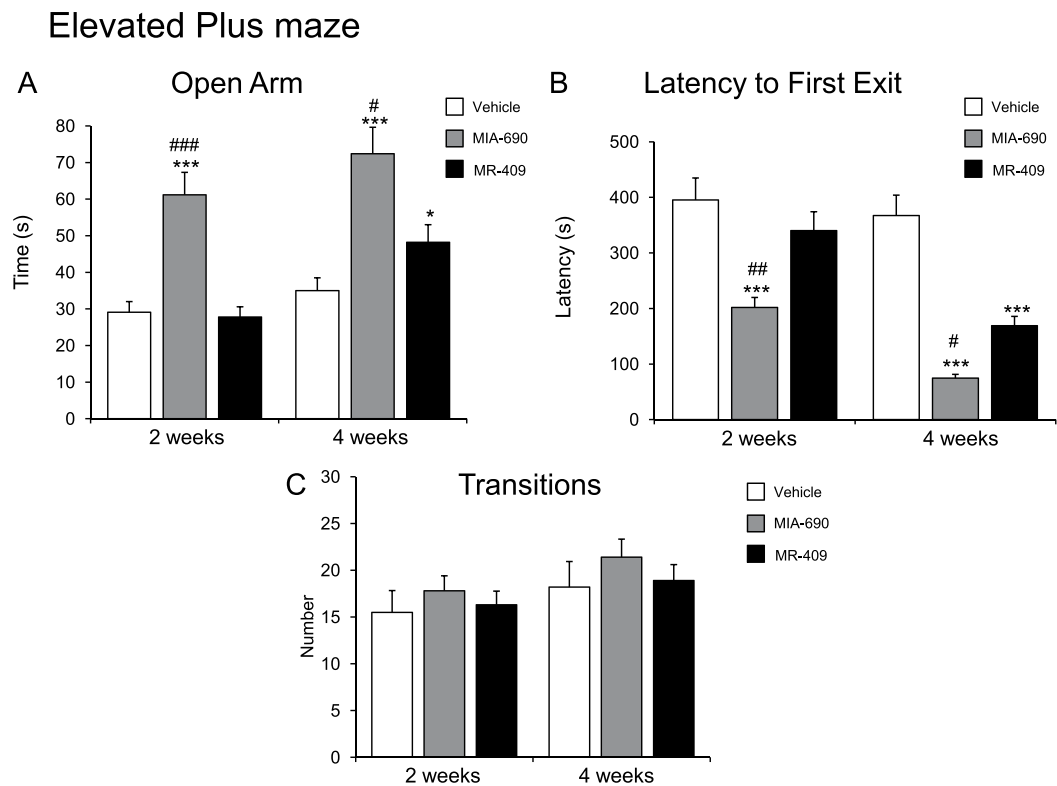 Elevated Plus maze
A
Open Arm
Vehicle
MIA-690
MR-409
Time (s)
80
70
60
50
40
30
20
10
0
###
***
#
***
*
2 weeks
4 weeks
B
Latency to First Exit
Vehicle
MIA-690
MR-409
Latency (s)
500
400
300
200
100
0
##
***
#
***
***
2 weeks
4 weeks
C
Transitions
Vehicle
MIA-690
MR-409
Number
30
25
20
15
10
5
0
2 weeks
4 weeks